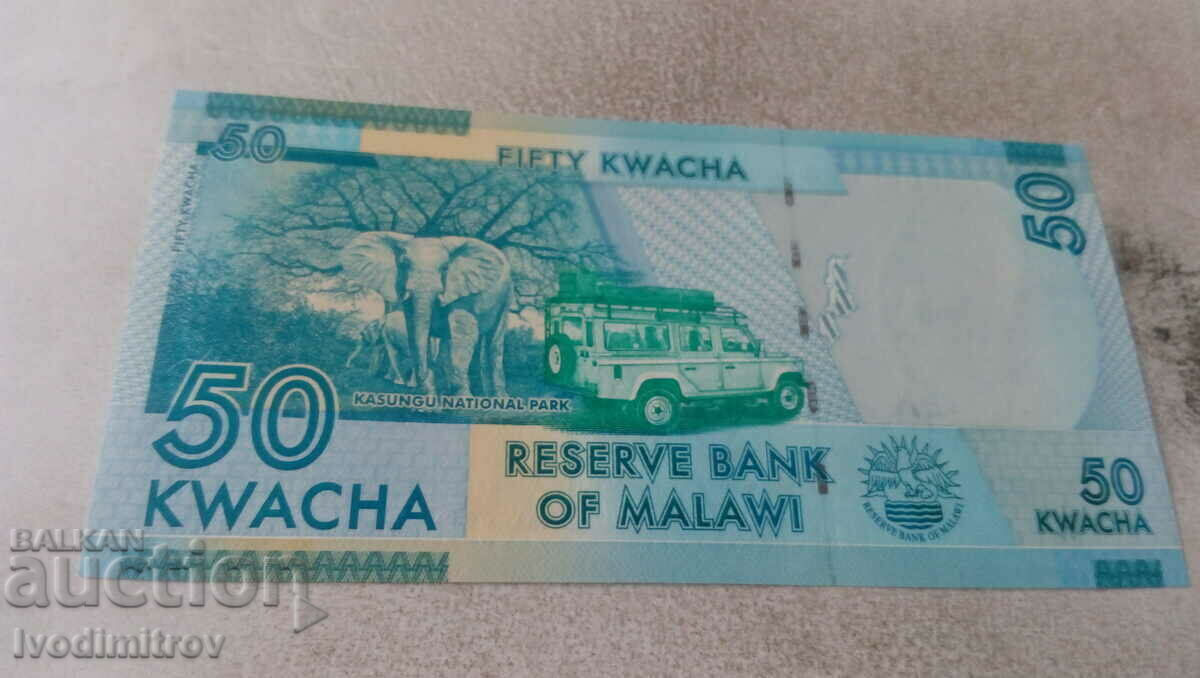 50
FIFTY KWACHA
FIFTY KWACHA
50
KASUNGU NATIONAL PARK
50
KWACHA
RESERVE BANK
OF MALAWI
RESERVE BANK OF MALAWI
50
KWACHA
BALKAN
auction
Ivodimitrov